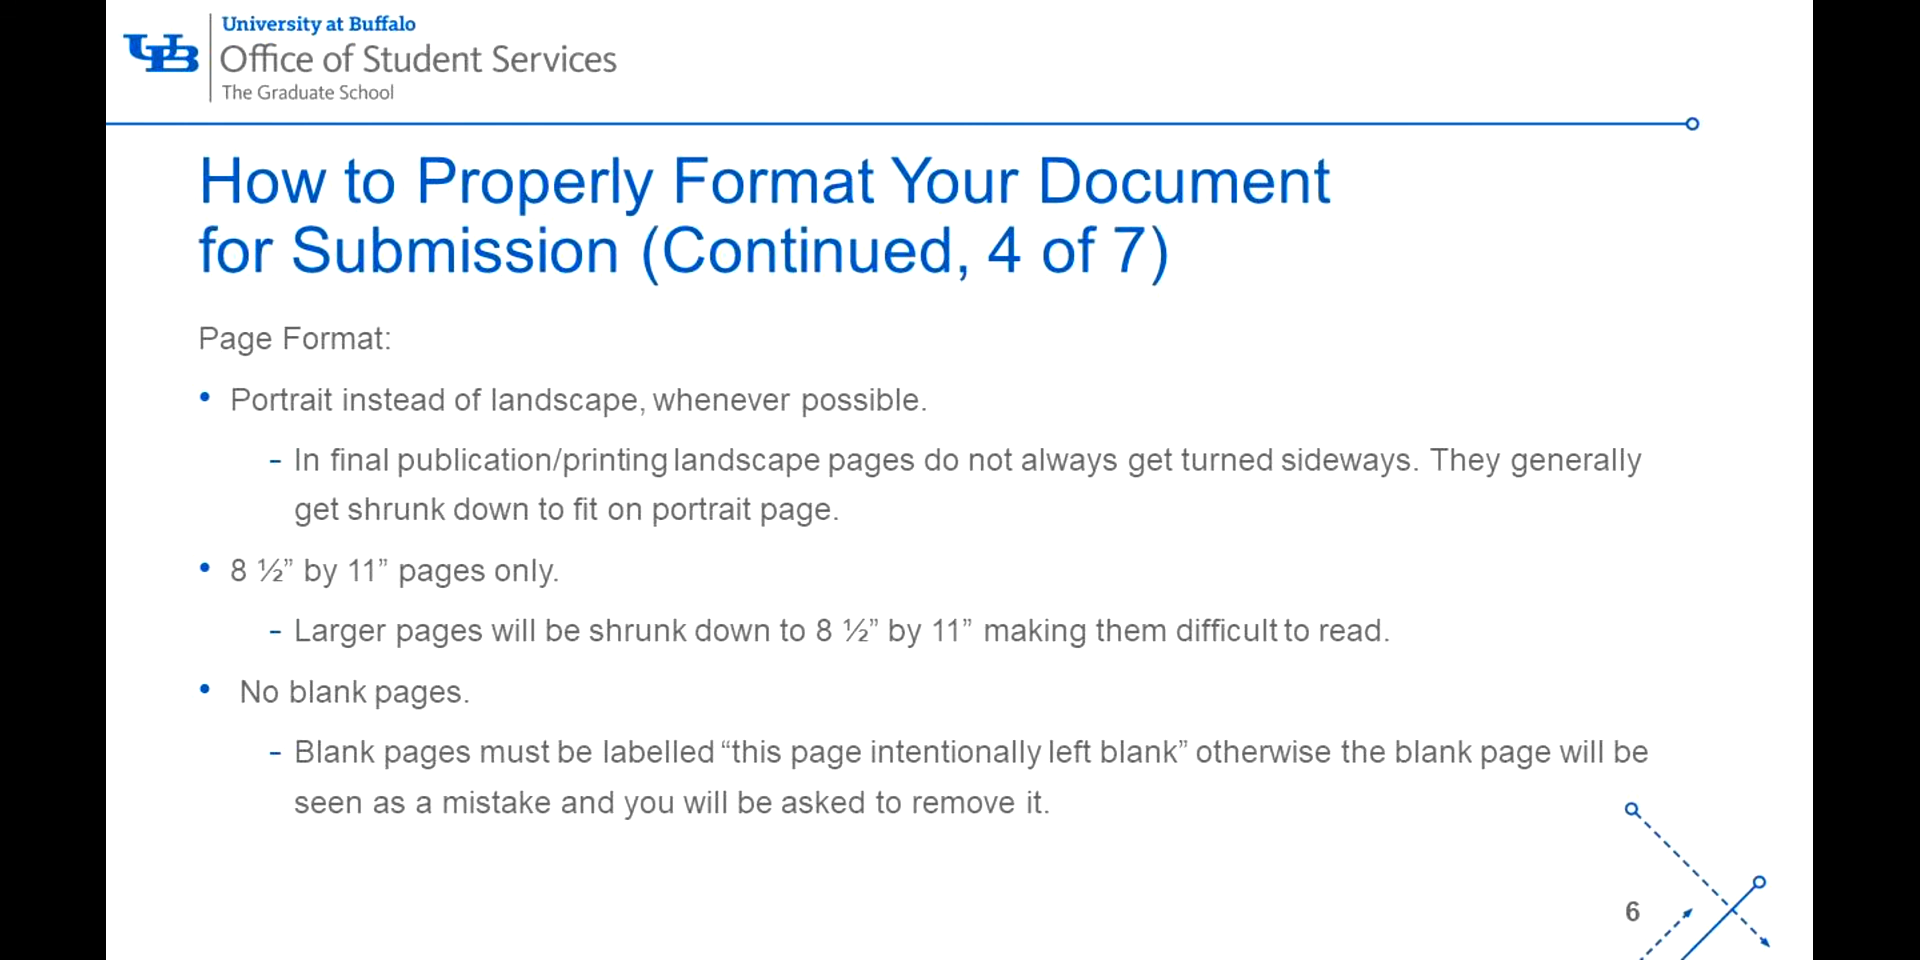 University at Buffalo
UB
Office of Student Services
The Graduate School
How to Properly Format Your Document
for Submission (Continued, 4 of 7)
Page Format:
• Portrait instead of landscape, whenever possible.
– In final publication/printing landscape pages do not always get turned sideways. They generally
get shrunk down to fit on portrait page.
• 8 ½” by 11” pages only.
– Larger pages will be shrunk down to 8 ½” by 11” making them difficult to read.
• No blank pages.
– Blank pages must be labelled “this page intentionally left blank” otherwise the blank page will be
seen as a mistake and you will be asked to remove it.
6